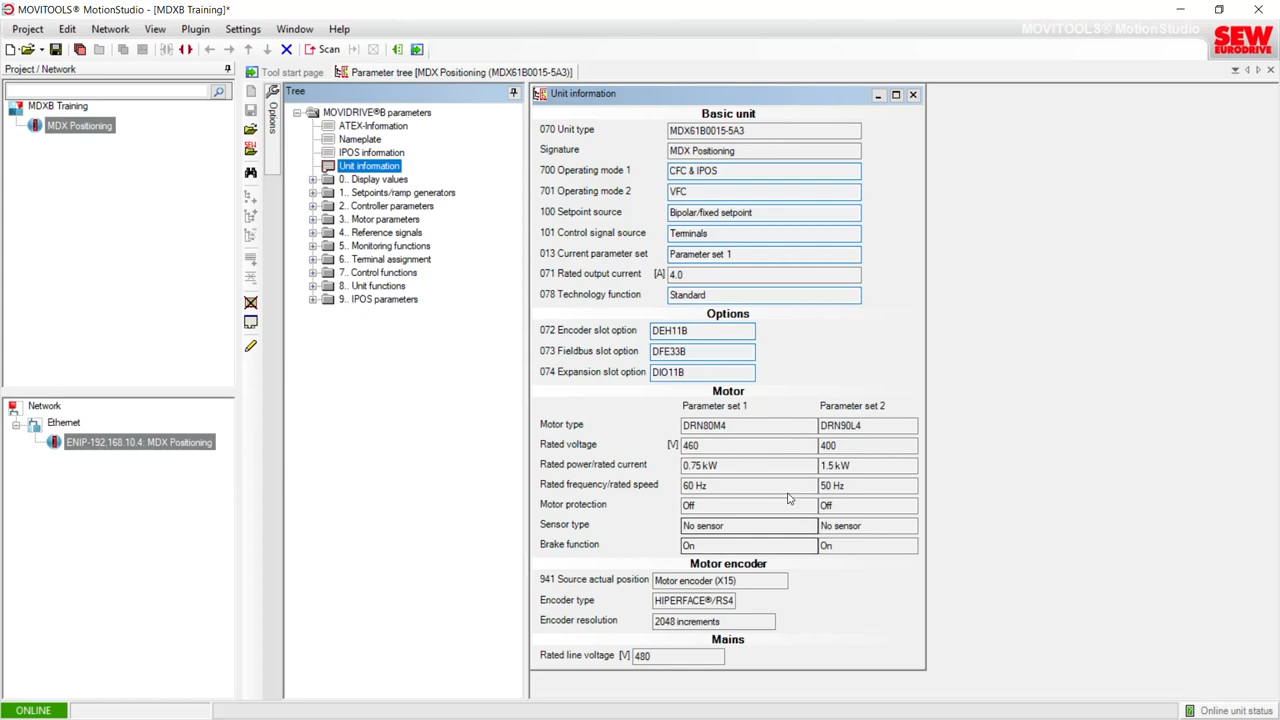 MOVITOOLS® MotionStudio - [MDXB Training]*
Project Edit Network View Plugin Settings Window Help
MOVITOOLS® MotionStudio
SEW
EURODRIVE
Scan
Project / Network
Tool start page
Parameter tree [MDX Positioning (MDX61B0015-5A3)]
MDXB Training
MDX Positioning
Options
Tree
MOVIDRIVE®B parameters
ATEX-Information
Nameplate
IPOS information
Unit information
0.. Display values
1.. Setpoints/ramp generators
2.. Controller parameters
3.. Motor parameters
4.. Reference signals
5.. Monitoring functions
6.. Terminal assignment
7.. Control functions
8.. Unit functions
9.. IPOS parameters
Unit information
Basic unit
070 Unit type MDX61B0015-5A3
Signature MDX Positioning
700 Operating mode 1 CFC & IPOS
701 Operating mode 2 VFC
100 Setpoint source Bipolar/fixed setpoint
101 Control signal source Terminals
013 Current parameter set Parameter set 1
071 Rated output current [A] 4.0
078 Technology function Standard
Options
072 Encoder slot option DEH11B
073 Fieldbus slot option DFE33B
074 Expansion slot option DIO11B
Motor
Parameter set 1 Parameter set 2
Motor type DRN80M4 DRN90L4
Rated voltage [V] 460 400
Rated power/rated current 0.75 kW 1.5 kW
Rated frequency/rated speed 60 Hz 50 Hz
Motor protection Off Off
Sensor type No sensor No sensor
Brake function On On
Motor encoder
941 Source actual position Motor encoder (X15)
Encoder type HIPERFACE®/RS4
Encoder resolution 2048 increments
Mains
Rated line voltage [V] 480
Network
Ethernet
ENIP-192.168.10.4: MDX Positioning
ONLINE
Online unit status